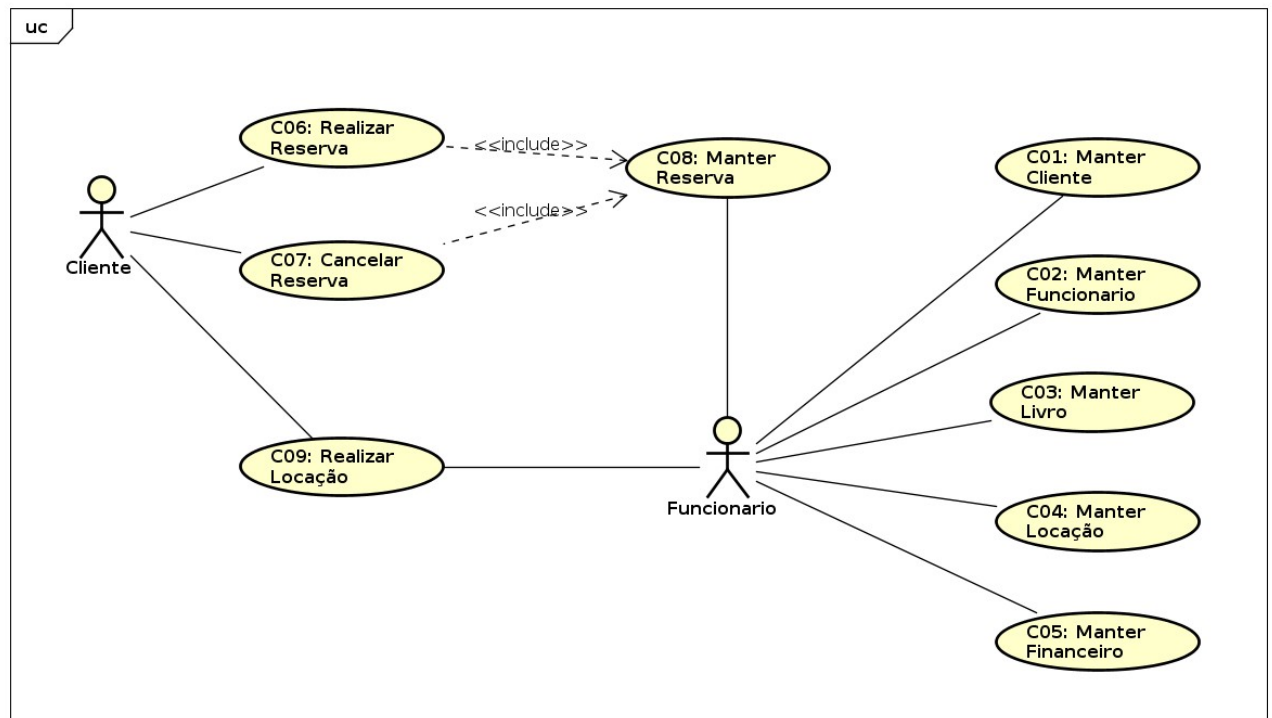 uc
C06: Realizar
Reserva
<<include>>
C08: Manter
Reserva
C01: Manter
Cliente
<<include>>
Cliente
C07: Cancelar
Reserva
C02: Manter
Funcionario
C03: Manter
Livro
C09: Realizar
Locação
Funcionario
C04: Manter
Locação
C05: Manter
Financeiro